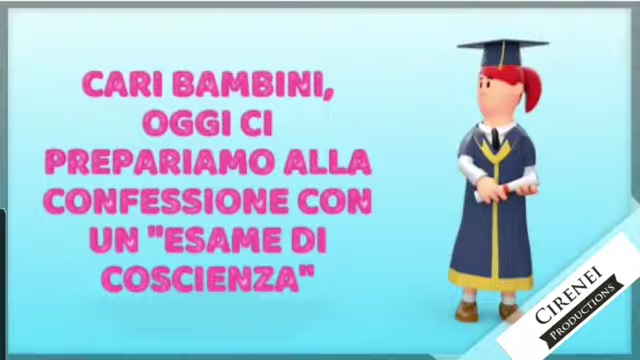 CARI BAMBINI,
OGGI CI
PREPARIAMO ALLA
CONFESSIONE CON
UN "ESAME DI
COSCIENZA"
CIRENEI
PRODUCTIONS